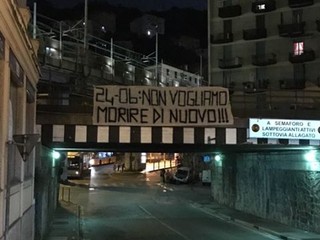 24-06: NON VOGLIAMO
MORIRE DI NUOVO!!!
A SEMAFORO E
LAMPEGGIANTI ATTIVI
SOTTOVIA ALLAGATO